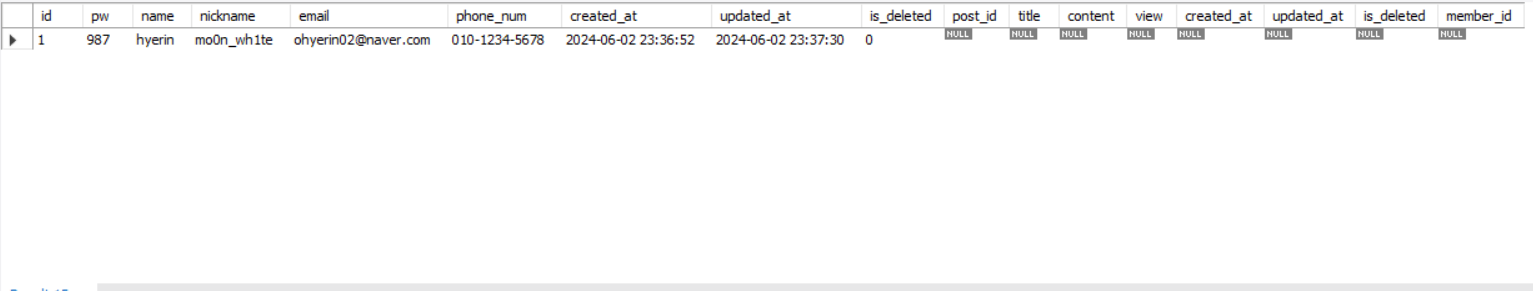 id pw name nickname email phone_num created_at updated_at is_deleted post_id title content view created_at updated_at is_deleted member_id
1 987 hyerin mo0n_wh1te ohyerin02@naver.com 010-1234-5678 2024-06-02 23:36:52 2024-06-02 23:37:30 0 NULL NULL NULL NULL NULL NULL NULL NULL